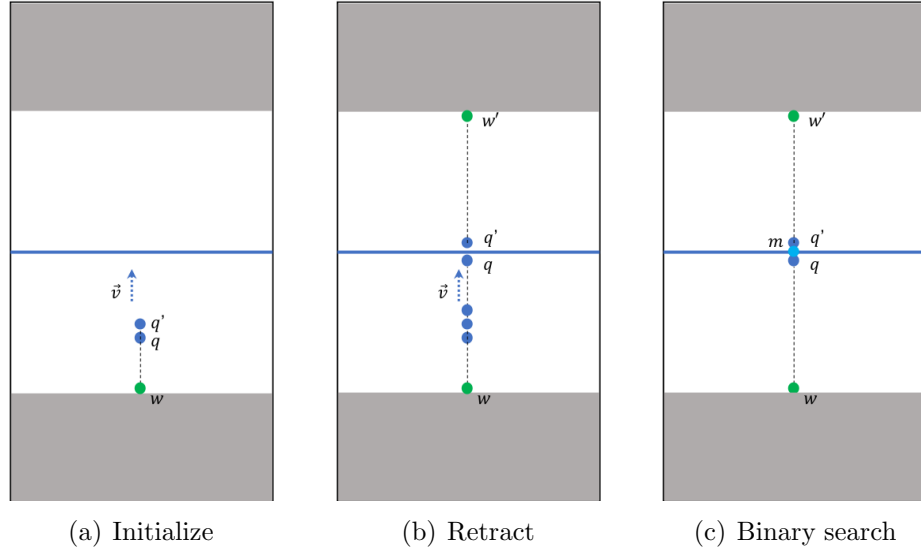 q'
v⃗
q
w
(a) Initialize
w'
q'
q
v⃗
w
(b) Retract
w'
m q'
q
w
(c) Binary search